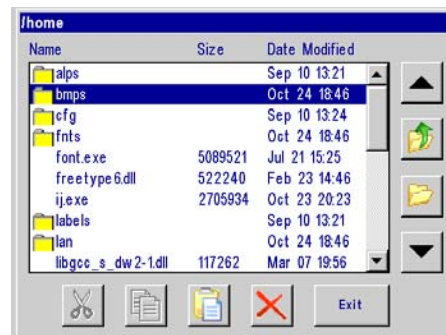 /home
Name Size Date Modified
alps Sep 10 13:21
bmps Oct 24 18:46
cfg Sep 10 13:24
fnts Oct 24 18:46
font.exe 5089521 Jul 21 15:25
freetype6.dll 522240 Feb 23 14:46
ij.exe 2705934 Oct 23 20:23
labels Sep 10 13:21
lan Oct 24 18:46
libgcc_s_dw2-1.dll 117262 Mar 07 19:56
Exit